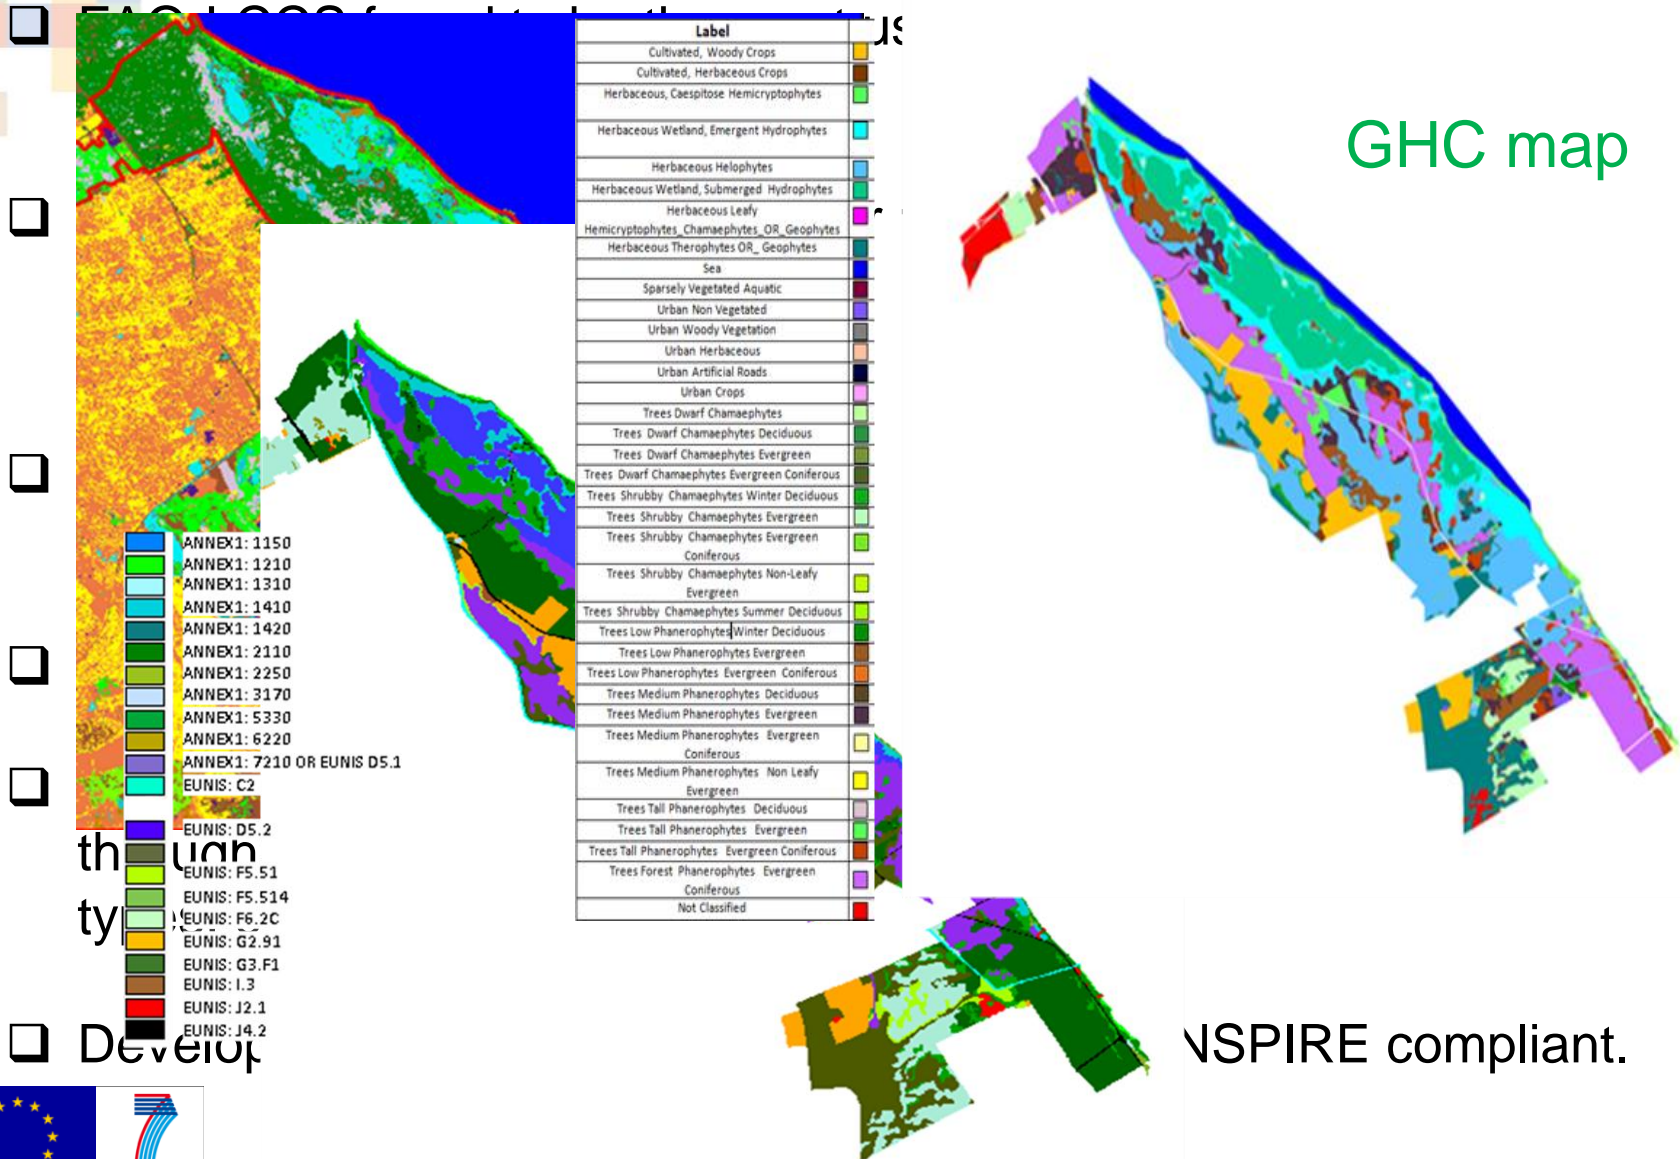 GHC map
Label
Cultivated, Woody Crops
Cultivated, Herbaceous Crops
Herbaceous, Caespitose Hemicryptophytes
Herbaceous Wetland, Emergent Hydrophytes
Herbaceous Helophytes
Herbaceous Wetland, Submerged Hydrophytes
Herbaceous Leafy
Hemicryptophytes_Chamaephytes_OR_Geophytes
Herbaceous Therophytes OR_ Geophytes
Sea
Sparsely Vegetated Aquatic
Urban Non Vegetated
Urban Woody Vegetation
Urban Herbaceous
Urban Artificial Roads
Urban Crops
Trees Dwarf Chamaephytes
Trees Dwarf Chamaephytes Deciduous
Trees Dwarf Chamaephytes Evergreen
Trees Dwarf Chamaephytes Evergreen Coniferous
Trees Shrubby Chamaephytes Winter Deciduous
Trees Shrubby Chamaephytes Evergreen
Trees Shrubby Chamaephytes Evergreen
Coniferous
Trees Shrubby Chamaephytes Non-Leafy
Evergreen
Trees Shrubby Chamaephytes Summer Deciduous
Trees Low Phanerophytes Winter Deciduous
Trees Low Phanerophytes Evergreen
Trees Low Phanerophytes Evergreen Coniferous
Trees Medium Phanerophytes Deciduous
Trees Medium Phanerophytes Evergreen
Trees Medium Phanerophytes Evergreen
Coniferous
Trees Medium Phanerophytes Non Leafy
Evergreen
Trees Tall Phanerophytes Deciduous
Trees Tall Phanerophytes Evergreen
Trees Tall Phanerophytes Evergreen Coniferous
Trees Forest Phanerophytes Evergreen
Coniferous
Not Classified
ANNEX1: 1150
ANNEX1: 1210
ANNEX1: 1310
ANNEX1: 1410
ANNEX1: 1420
ANNEX1: 2110
ANNEX1: 2250
ANNEX1: 3170
ANNEX1: 5330
ANNEX1: 6220
ANNEX1: 7210 OR EUNIS D5.1
EUNIS: C2
EUNIS: D5.2
EUNIS: F5.51
EUNIS: F5.514
EUNIS: F6.2C
EUNIS: G2.91
EUNIS: G3.F1
EUNIS: I.3
EUNIS: J2.1
EUNIS: J4.2
NSPIRE compliant.